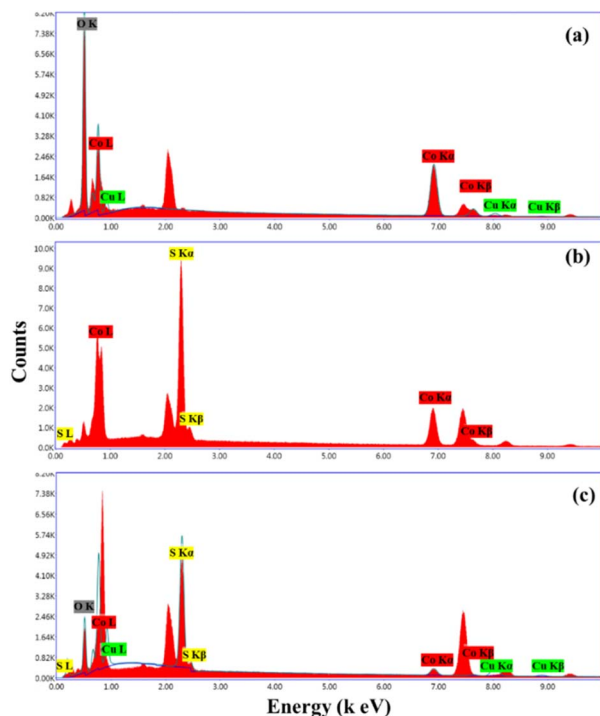 8.20K
O K
(a)
7.38K
6.56K
5.74K
4.92K
4.10K
3.28K
Co L
2.46K
Co Kα
1.64K
Co Kβ
0.82K
Cu L
Cu Kα
Cu Kβ
0.00K
0.00 1.00 2.00 3.00 4.00 5.00 6.00 7.00 8.00 9.00
10.0K
S Kα
(b)
9.0K
8.0K
7.0K
6.0K
Co L
5.0K
4.0K
3.0K
Co Kα
2.0K
S Kβ
1.0K
S L
Co Kβ
0.0K
0.00 1.00 2.00 3.00 4.00 5.00 6.00 7.00 8.00 9.00
8.20K
(c)
7.38K
6.56K
5.74K
S Kα
4.92K
4.10K
3.28K
O K
2.46K
Co L
1.64K
Cu L
S Kβ
Co Kβ
0.82K
S L
Co Kα
Cu Kα
Cu Kβ
0.00K
0.00 1.00 2.00 3.00 4.00 5.00 6.00 7.00 8.00 9.00
Counts
Energy (k eV)